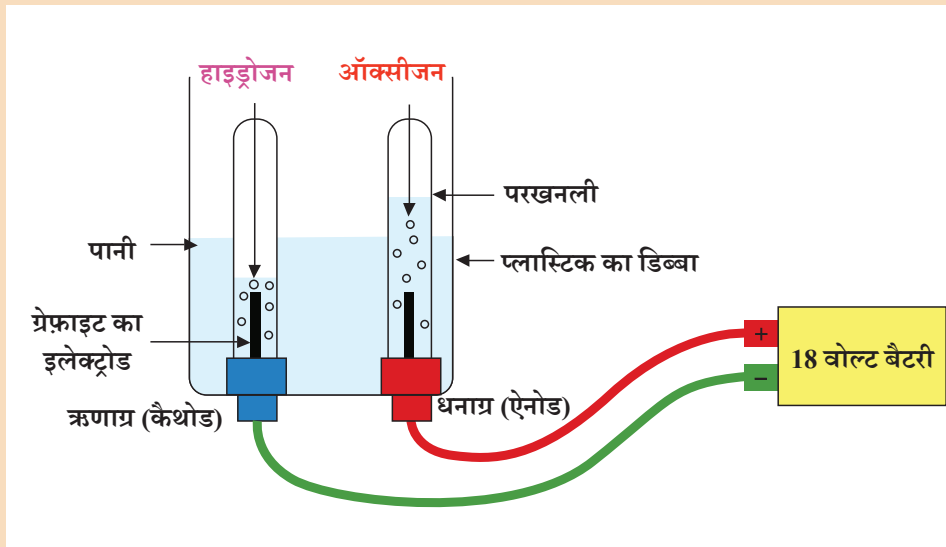 हाइड्रोजन
ऑक्सीजन
परखनली
पानी
प्लास्टिक का डिब्बा
ग्रेफ़ाइट का
इलेक्ट्रोड
+
18 वोल्ट बैटरी
–
ऋणाग्र (कैथोड)
धनाग्र (ऐनोड)